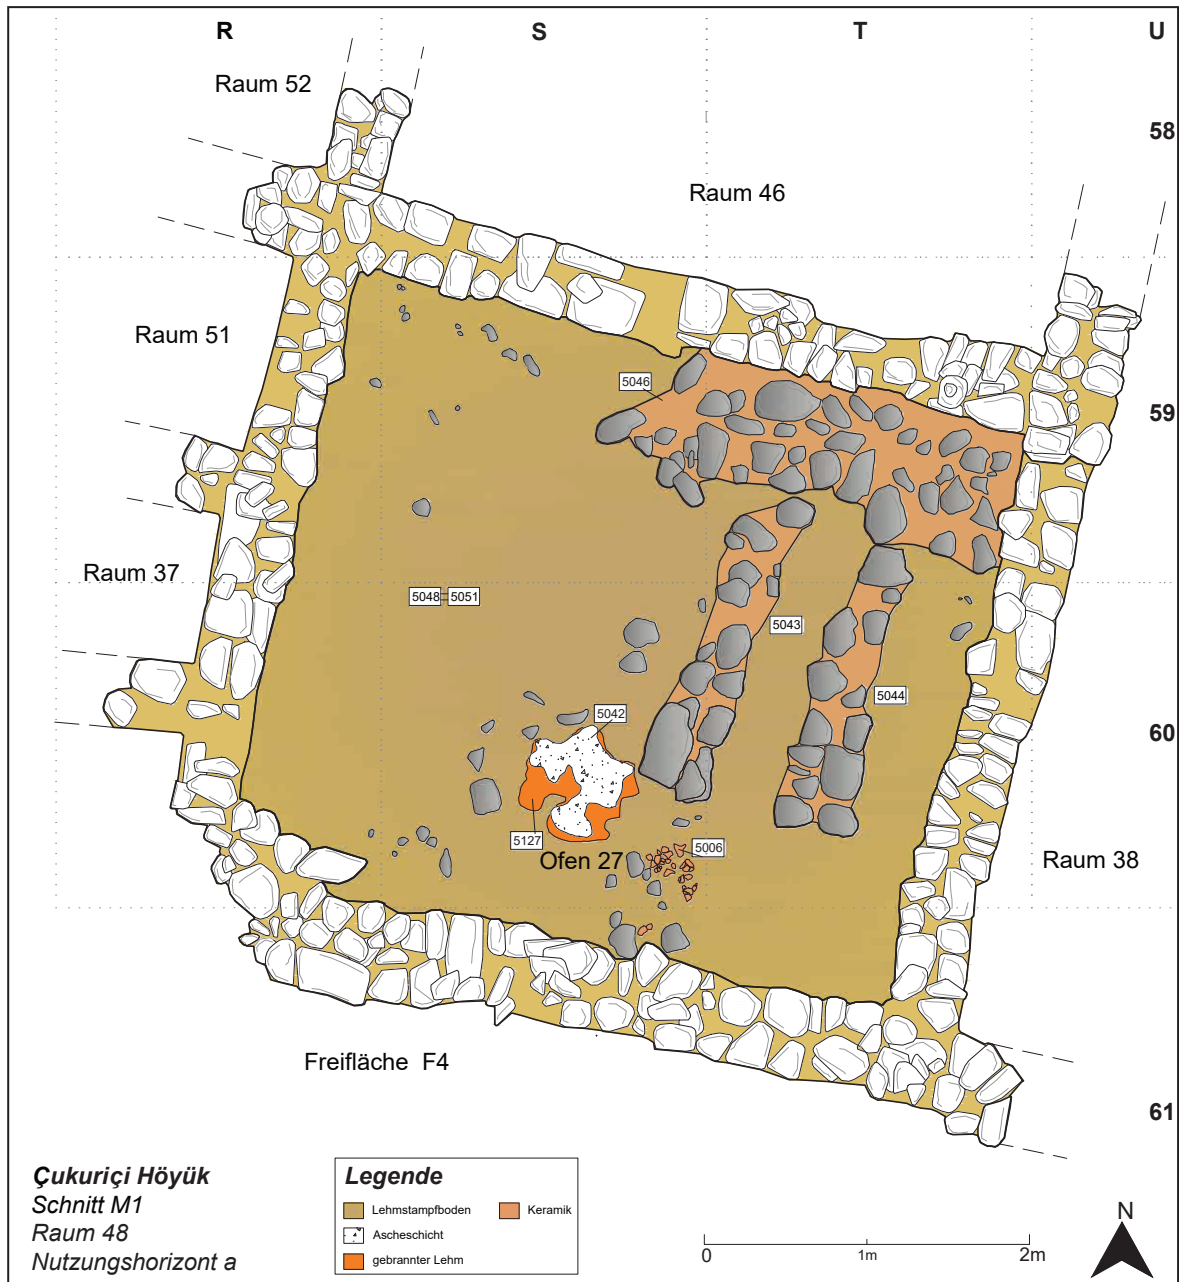 R S T U
Raum 52
58
Raum 46
Raum 51
5046
59
Raum 37
5048 5051
5043
5044
5042
60
5127
5006
Ofen 27
Raum 38
Freifläche F4
61
Çukuriçi Höyük
Schnitt M1
Raum 48
Nutzungshorizont a
Legende
Lehmstampfboden
Keramik
Ascheschicht
gebrannter Lehm
0 1m 2m
N